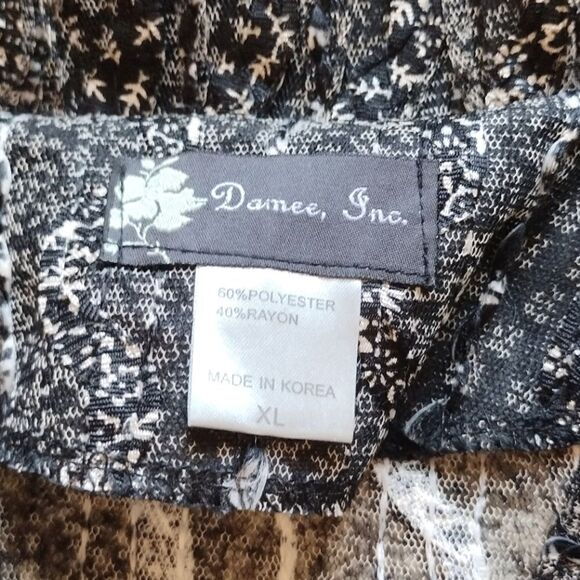 Damee, Inc.
60%POLYESTER
40%RAYON
MADE IN KOREA
XL